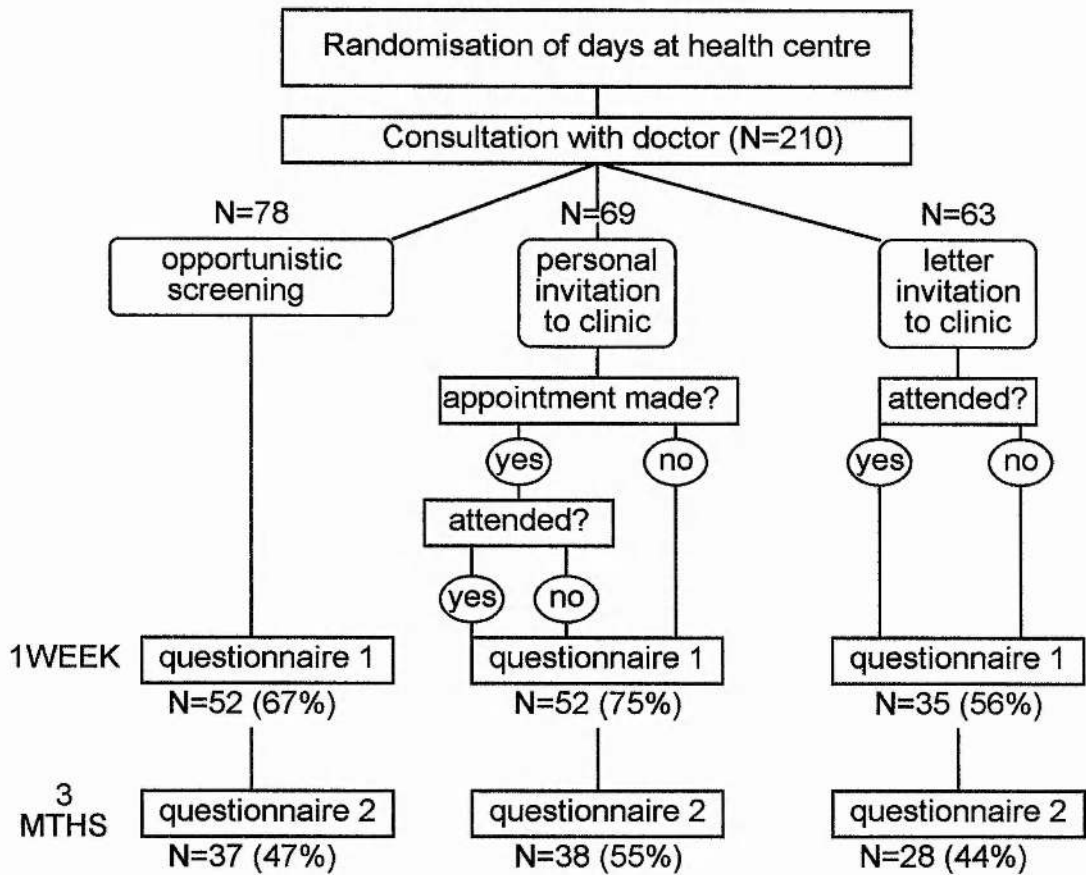 Randomisation of days at health centre
Consultation with doctor (N=210)
N=78
N=69
N=63
opportunistic
screening
personal
invitation
to clinic
letter
invitation
to clinic
appointment made?
attended?
yes
no
yes
no
attended?
yes
no
1WEEK
questionnaire 1
questionnaire 1
questionnaire 1
N=52 (67%)
N=52 (75%)
N=35 (56%)
3
MTHS
questionnaire 2
questionnaire 2
questionnaire 2
N=37 (47%)
N=38 (55%)
N=28 (44%)